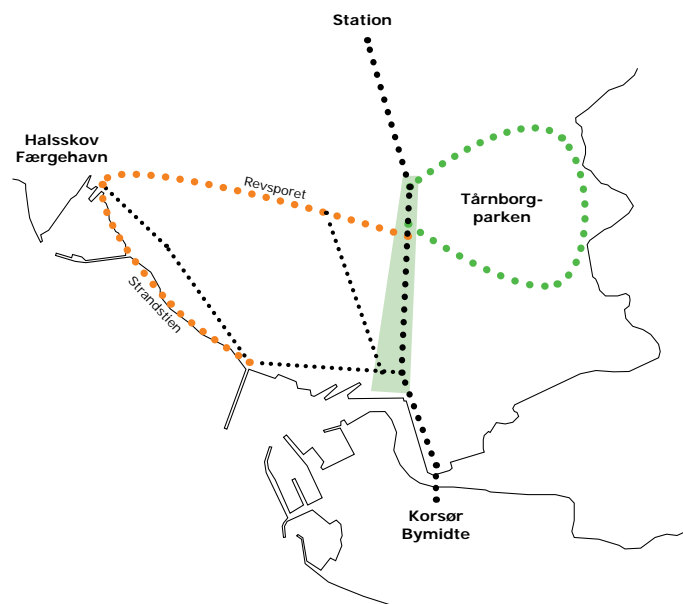 Station
Halsskov
Færgehavn
Revsporet
Tårnborg-
parken
Strandstien
Korsør
Bymidte